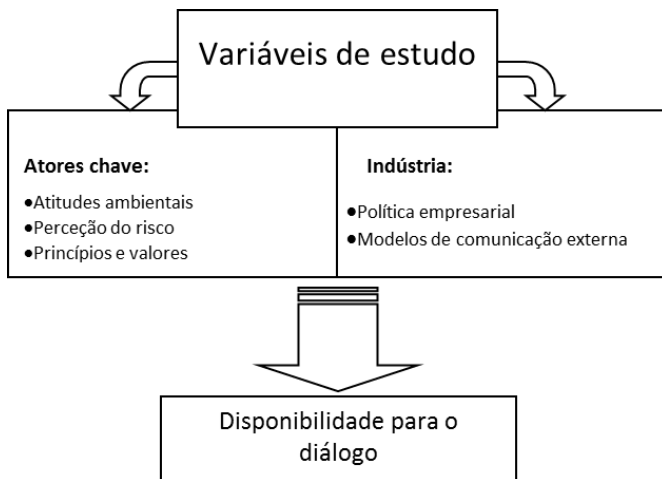 Variáveis de estudo
Atores chave:
•Atitudes ambientais
•Perceção do risco
•Princípios e valores
Indústria:
•Política empresarial
•Modelos de comunicação externa
Disponibilidade para o
diálogo